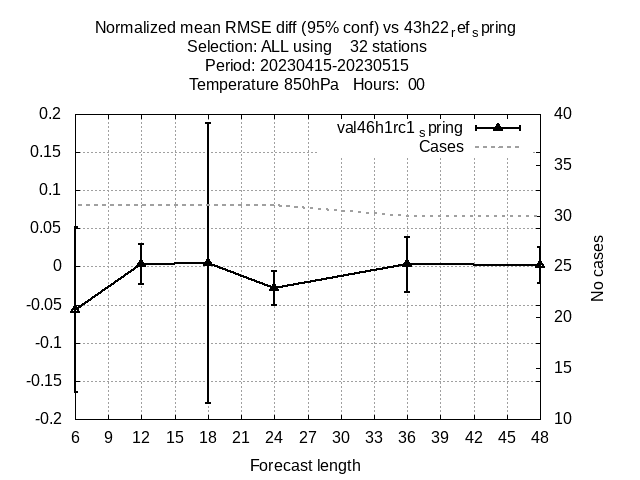 Normalized mean RMSE diff (95% conf) vs 43h22refspring
Selection: ALL using 32 stations
Period: 20230415-20230515
Temperature 850hPa Hours: 00
val46h1rc1spring
Cases
0.2
0.15
0.1
0.05
0
-0.05
-0.1
-0.15
-0.2
40
35
30
25
20
15
10
No cases
6 9 12 15 18 21 24 27 30 33 36 39 42 45 48
Forecast length